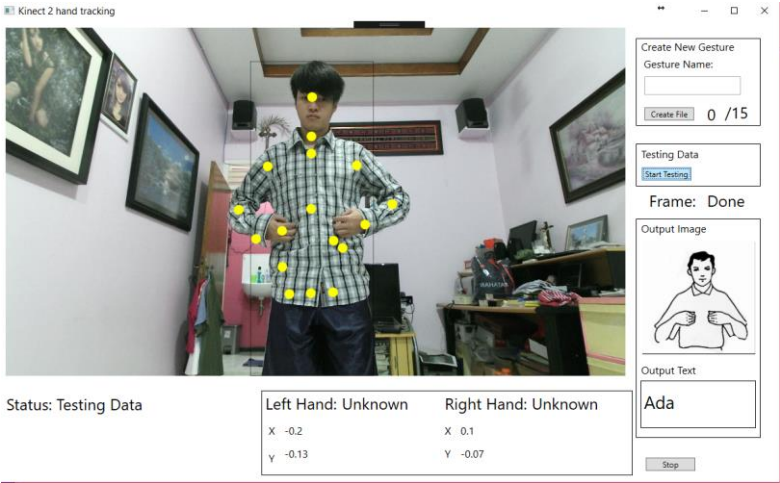 Kinect 2 hand tracking
Create New Gesture
Gesture Name:
Create File 0 /15
Testing Data
Start Testing
Frame: Done
Output Image
Output Text
Ada
Stop
Status: Testing Data
Left Hand: Unknown Right Hand: Unknown
X -0.2 X 0.1
Y -0.13 Y -0.07